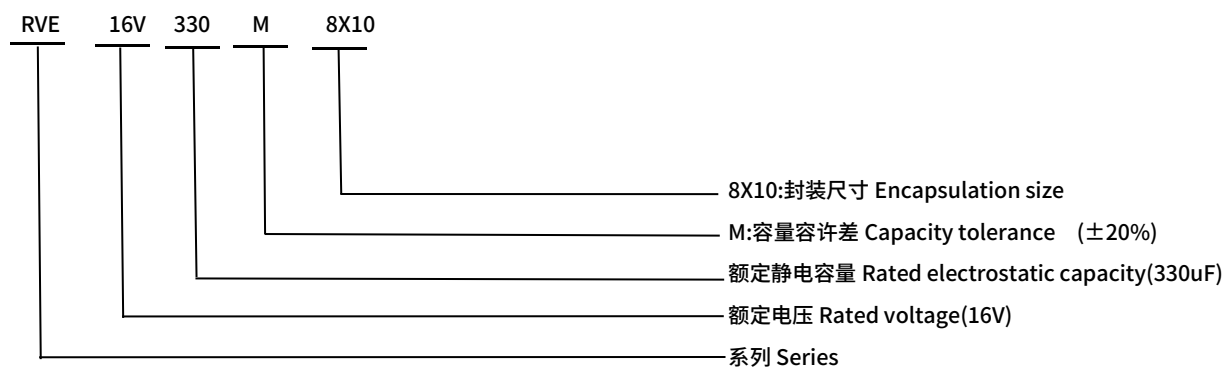 RVE 16V 330 M 8X10
8X10:封装尺寸 Encapsulation size
M:容量容许差 Capacity tolerance (±20%)
额定静电容量 Rated electrostatic capacity(330uF)
额定电压 Rated voltage(16V)
系列 Series